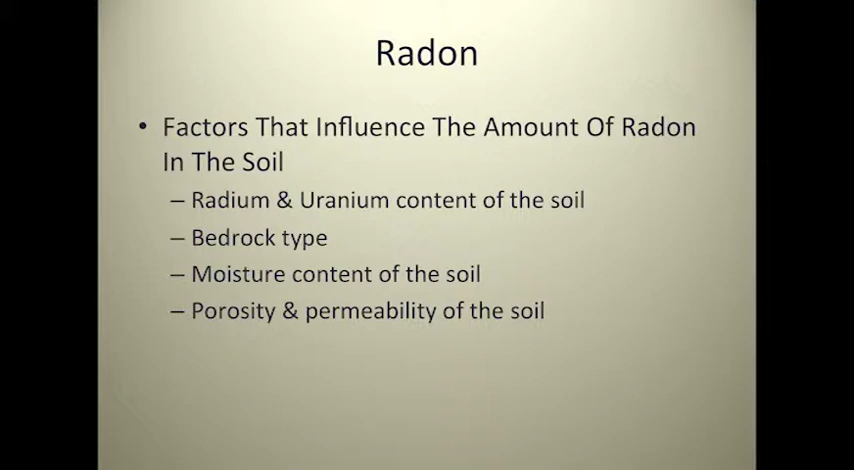 Radon
• Factors That Influence The Amount Of Radon
In The Soil
– Radium & Uranium content of the soil
– Bedrock type
– Moisture content of the soil
– Porosity & permeability of the soil